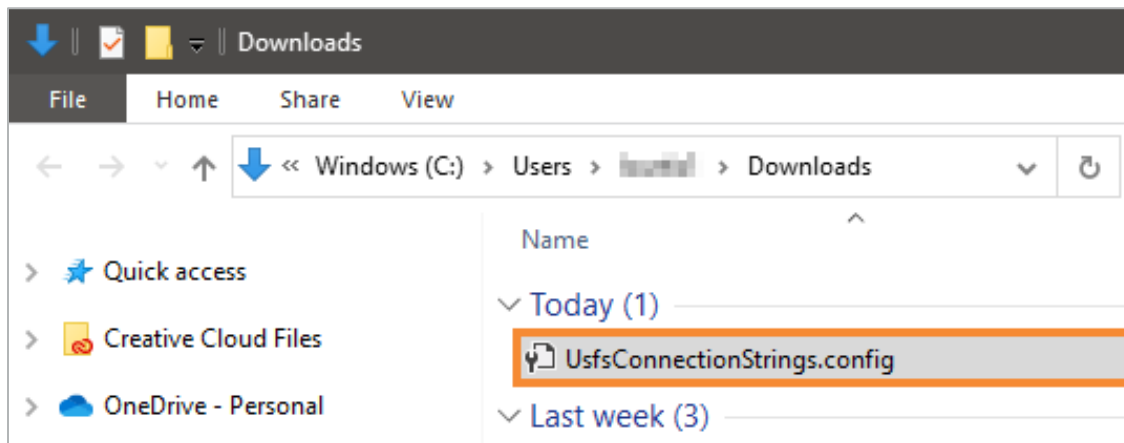 Downloads
File Home Share View
« Windows (C:) > Users > > Downloads
Name
Quick access
Today (1)
Creative Cloud Files
UsfsConnectionStrings.config
OneDrive - Personal
Last week (3)